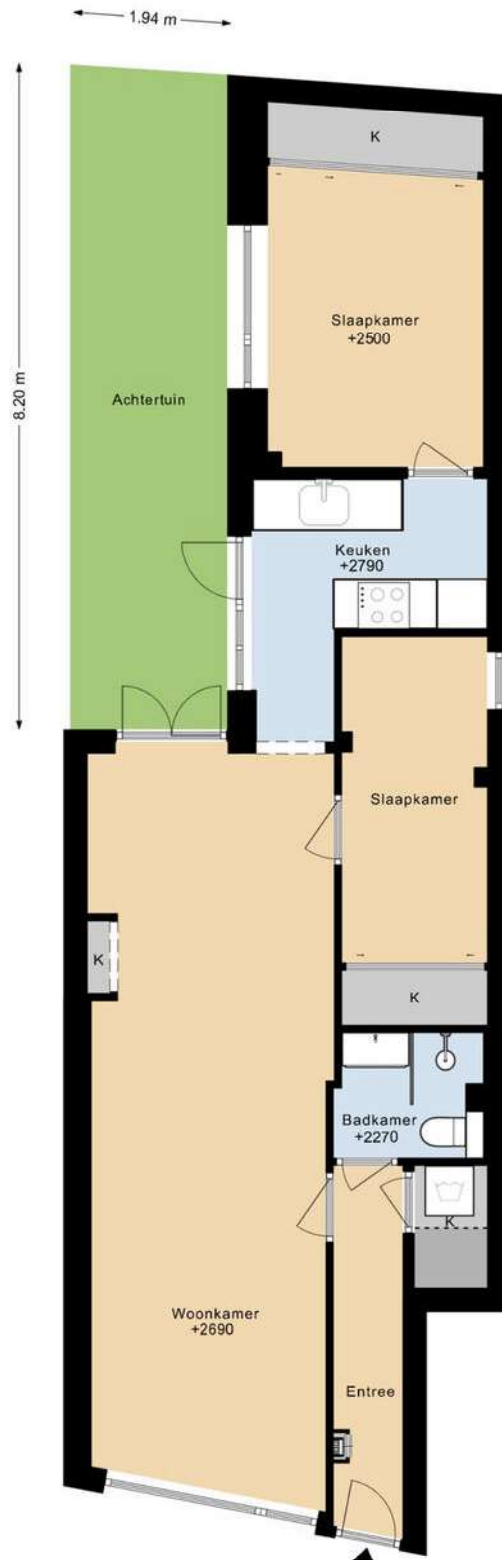 1.94 m
K
8.20 m
Slaapkamer
+2500
Achtertuin
Keuken
+2790
Slaapkamer
K
K
Badkamer
+2270
K
Woonkamer
+2690
Entree